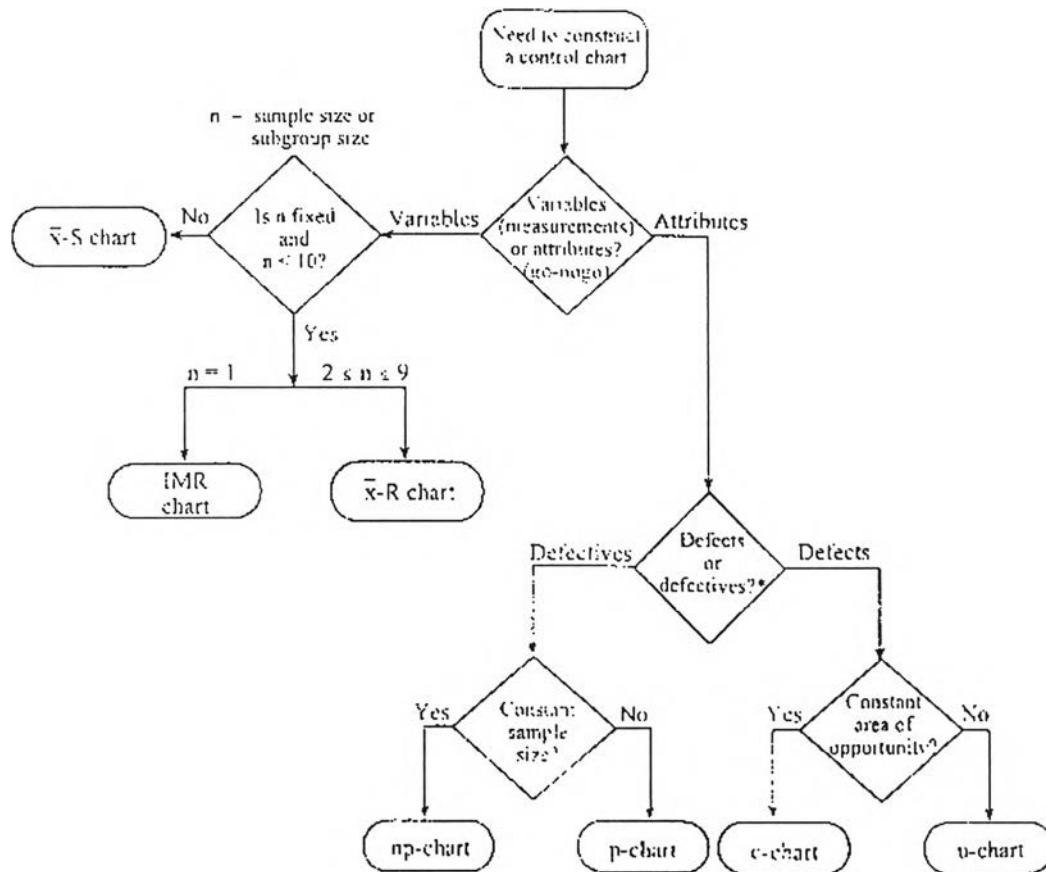 Need to construct
a control chart
n – sample size or
subgroup size
Variables
(measurements)
or attributes?
(go-nogo)
Variables
Attributes
Is n fixed
and
n < 10?
No
x̄-S chart
Yes
n = 1
2 ≤ n ≤ 9
IMR
chart
x̄-R chart
Defects
or
defectives?*
Defectives
Defects
Constant
sample
size?
Yes
No
Constant
area of
opportunity?
Yes
No
np-chart
p-chart
c-chart
u-chart